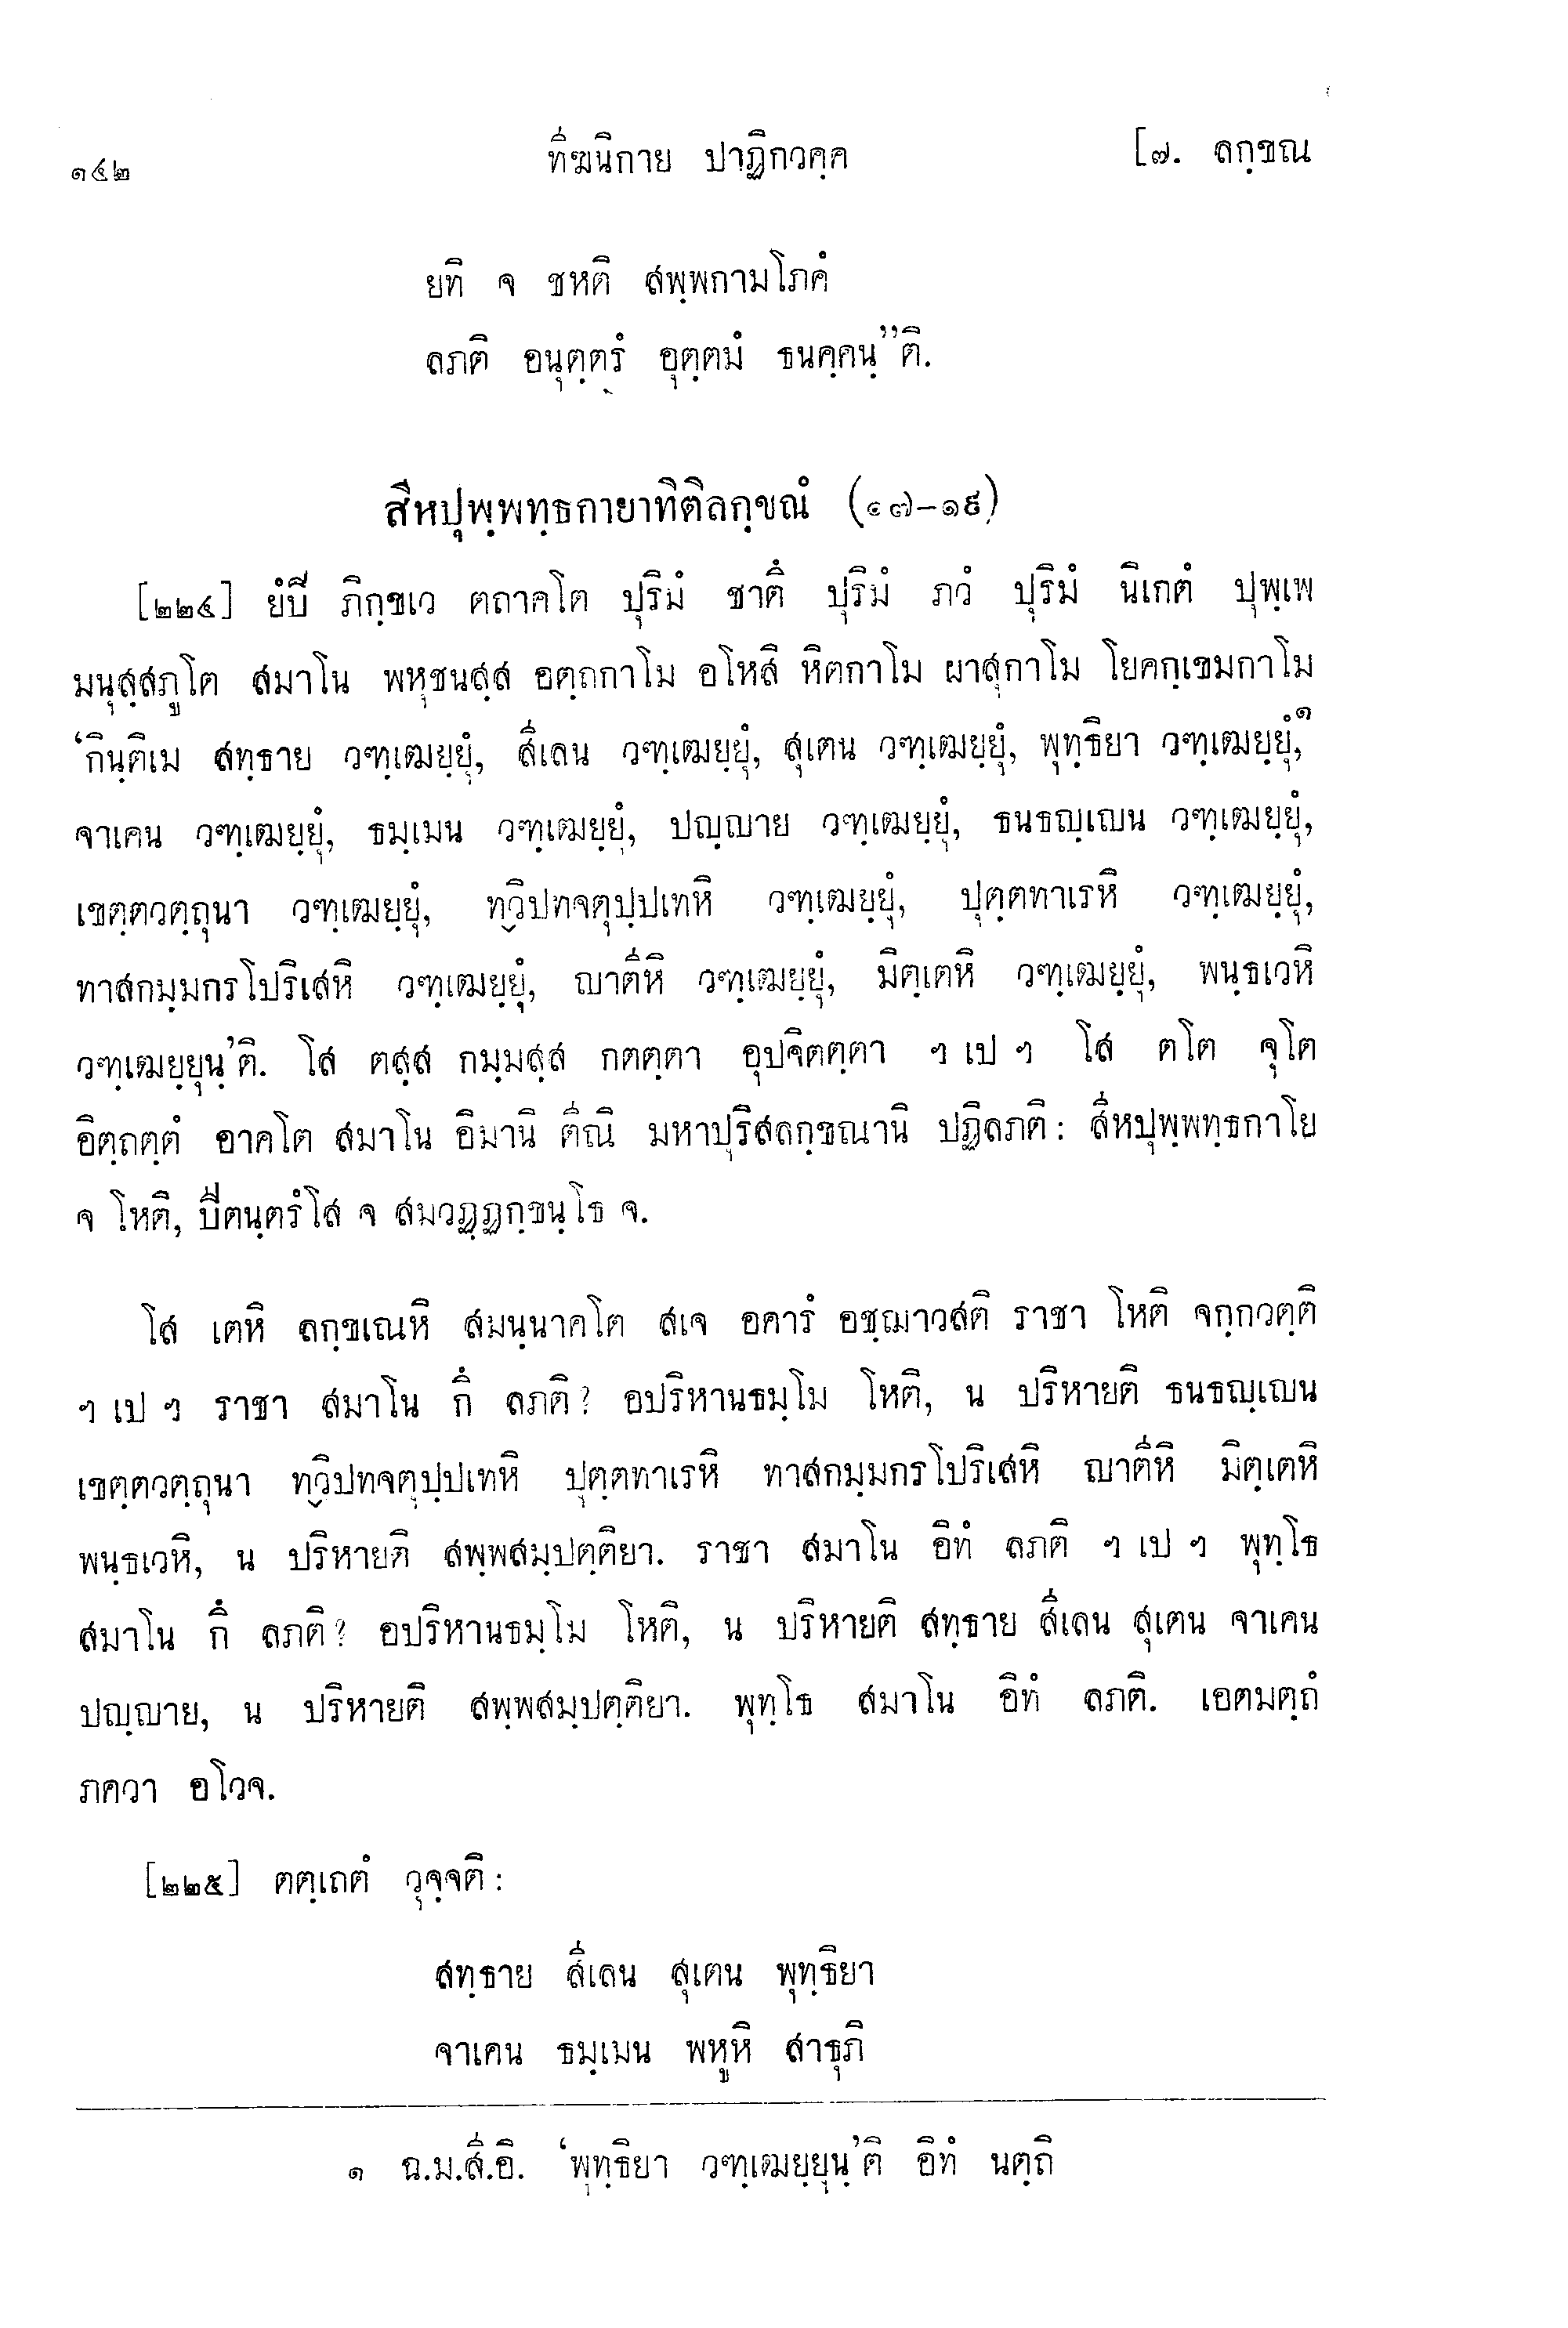 ๑๔๒ ทีฆนิกาย ปาฏิกวคฺค [๗. ลกฺขณ
ยทิ จ ชหติ สพฺพกามโภคํ
ลภติ อนุตฺตรํ อุตฺตมํ ธนคฺคนฺ”ติ.
สีหปุพฺพทฺธกายาทิติลกฺขณํ (๑๗-๑๙)
[๒๒๔] ยํปิ ภิกฺขเว ตถาคโต ปุริมํ ชาตึ ปุริมํ ภวํ ปุริมํ นิเกตํ ปุพฺเพ
มนุสฺสภูโต สมาโน พหุชนสฺส อตฺถกาโม อโหสิ หิตกาโม ผาสุกาโม โยคกฺเขมกาโม
‘กินฺติเม สทฺธาย วฑฺเฒยฺยุํ, สีเลน วฑฺเฒยฺยุํ, สุเตน วฑฺเฒยฺยุํ, พุทฺธิยา วฑฺเฒยฺยุํ,๑
จาเคน วฑฺเฒยฺยุํ, ธมฺเมน วฑฺเฒยฺยุํ, ปญฺญาย วฑฺเฒยฺยุํ, ธนธญฺเญน วฑฺเฒยฺยุํ,
เขตฺตวตฺถุนา วฑฺเฒยฺยุํ, ทฺวิปทจตุปฺปเทหิ วฑฺเฒยฺยุํ, ปุตฺตทาเรหิ วฑฺเฒยฺยุํ,
ทาสกมฺมกรโปริเสหิ วฑฺเฒยฺยุํ, ญาตีหิ วฑฺเฒยฺยุํ, มิตฺเตหิ วฑฺเฒยฺยุํ, พนฺธเวหิ
วฑฺเฒยฺยุนฺ’ติ. โส ตสฺส กมฺมสฺส กตตฺตา อุปจิตตฺตา ฯ เป ฯ โส ตโต จุโต
อิตฺถตฺตํ อาคโต สมาโน อิมานิ ตีณิ มหาปุริสลกฺขณานิ ปฏิลภติ: สีหปุพฺพทฺธกาโย
จ โหติ, ปีตนฺตรํโส จ สมวฏฺฏกฺขนฺโธ จ.
โส เตหิ ลกฺขเณหิ สมนฺนาคโต สเจ อคารํ อชฺฌาวสติ ราชา โหติ จกฺกวตฺติ
ฯ เป ฯ ราชา สมาโน กึ ลภติ? อปริหานธมฺโม โหติ, น ปริหายติ ธนธญฺเญน
เขตฺตวตฺถุนา ทฺวิปทจตุปฺปเทหิ ปุตฺตทาเรหิ ทาสกมฺมกรโปริเสหิ ญาตีหิ มิตฺเตหิ
พนฺธเวหิ, น ปริหายติ สพฺพสมฺปตฺติยา. ราชา สมาโน อิทํ ลภติ ฯ เป ฯ พุทฺโธ
สมาโน กึ ลภติ? อปริหานธมฺโม โหติ, น ปริหายติ สทฺธาย สีเลน สุเตน จาเคน
ปญฺญาย, น ปริหายติ สพฺพสมฺปตฺติยา. พุทฺโธ สมาโน อิทํ ลภติ. เอตมตฺถํ
ภควา อโวจ.
[๒๒๕] ตตฺเถตํ วุจฺจติ:
สทฺธาย สีเลน สุเตน พุทฺธิยา
จาเคน ธมฺเมน พหูหิ สาธุภิ
๑ ฉ.ม.สี.อิ. ‘พุทฺธิยา วฑฺเฒยฺยุนฺ’ติ อิทํ นตฺถิ